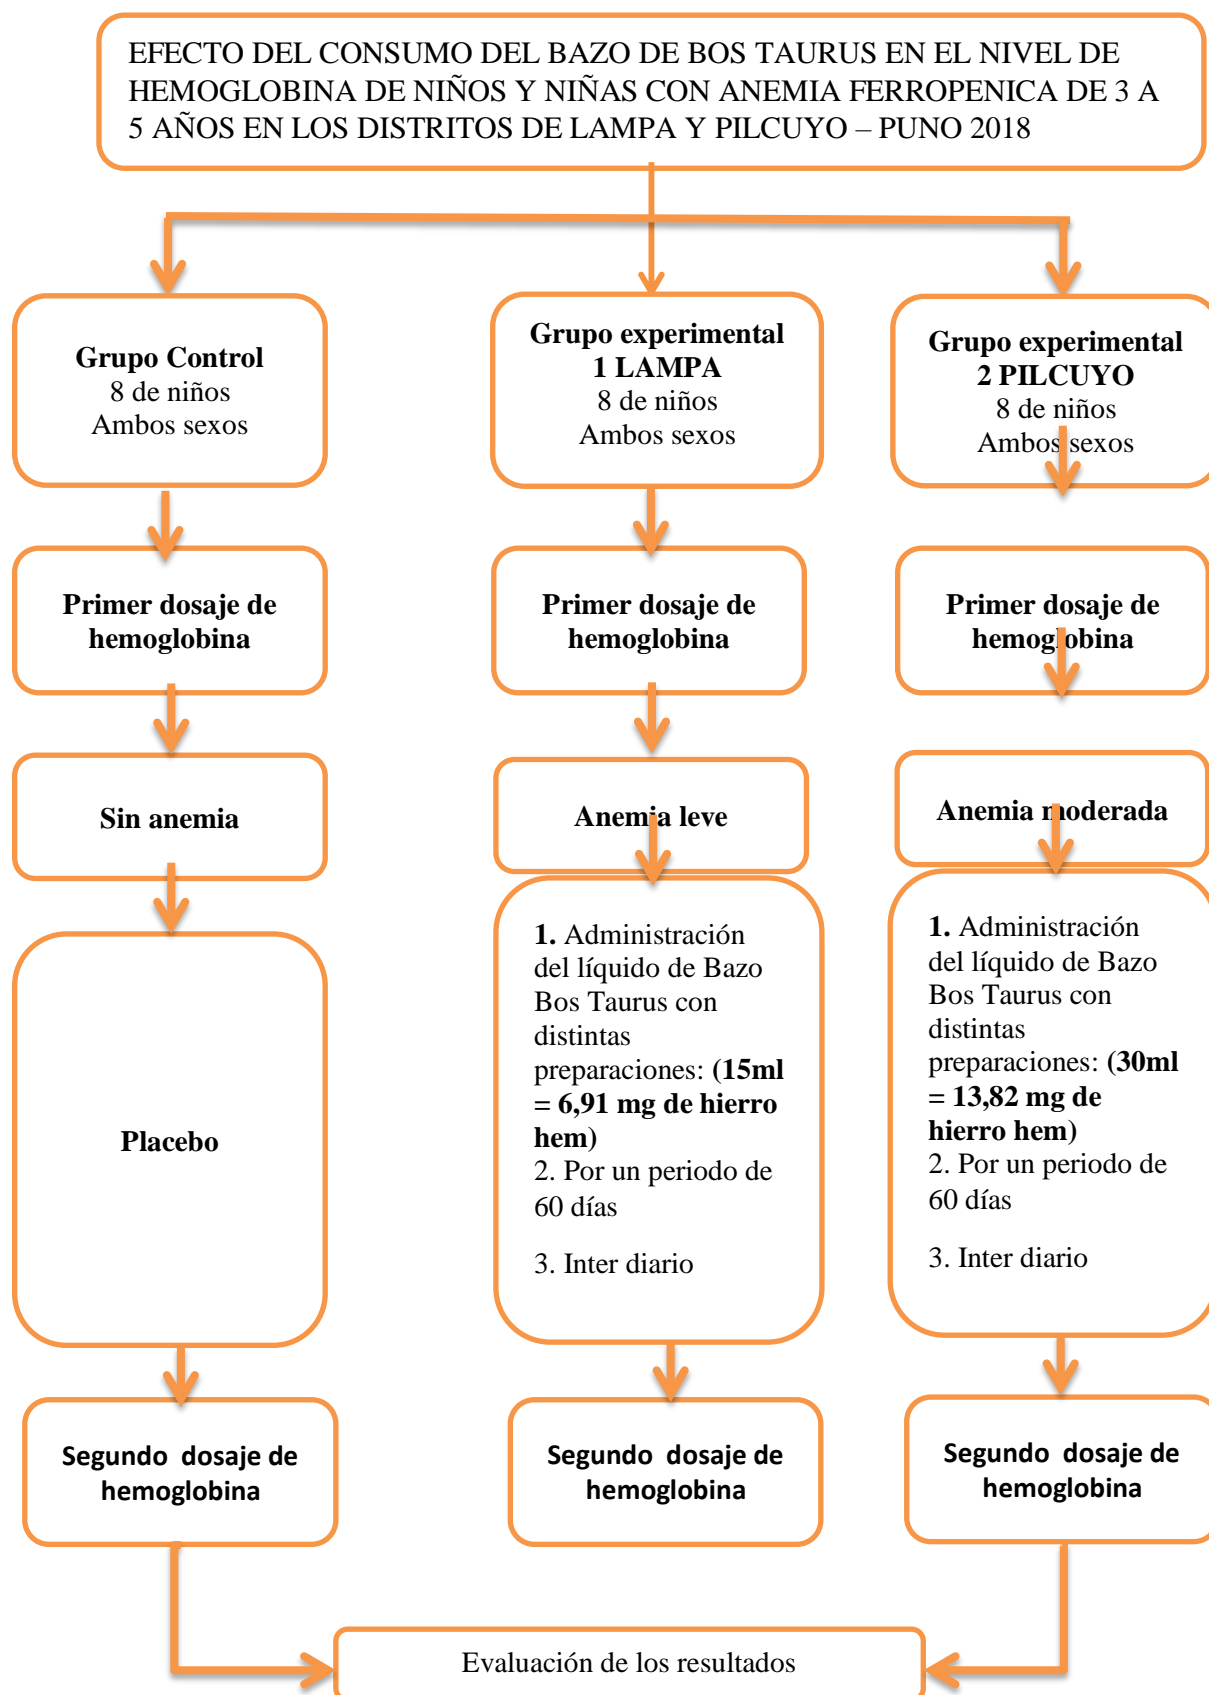 EFECTO DEL CONSUMO DEL BAZO DE BOS TAURUS EN EL NIVEL DE
HEMOGLOBINA DE NIÑOS Y NIÑAS CON ANEMIA FERROPENICA DE 3 A
5 AÑOS EN LOS DISTRITOS DE LAMPA Y PILCUYO – PUNO 2018
Grupo Control
8 de niños
Ambos sexos
Grupo experimental
1 LAMPA
8 de niños
Ambos sexos
Grupo experimental
2 PILCUYO
8 de niños
Ambos sexos
Primer dosaje de
hemoglobina
Primer dosaje de
hemoglobina
Primer dosaje de
hemoglobina
Sin anemia
Anemia leve
Anemia moderada
Placebo
1. Administración
del líquido de Bazo
Bos Taurus con
distintas
preparaciones: (15ml
= 6,91 mg de hierro
hem)
2. Por un periodo de
60 días
3. Inter diario
1. Administración
del líquido de Bazo
Bos Taurus con
distintas
preparaciones: (30ml
= 13,82 mg de
hierro hem)
2. Por un periodo de
60 días
3. Inter diario
Segundo  dosaje de
hemoglobina
Segundo  dosaje de
hemoglobina
Segundo  dosaje de
hemoglobina
Evaluación de los resultados